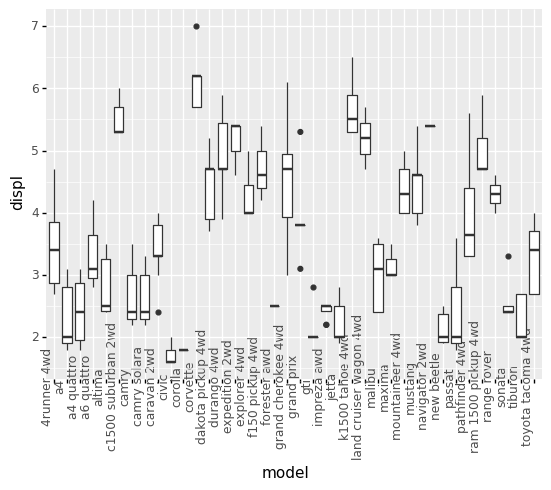 7
6
5
4
3
2
displ
4runner 4wd
a4
a4 quattro
a6 quattro
altima
c1500 suburban 2wd
camry
camry solara
caravan 2wd
civic
corolla
corvette
dakota pickup 4wd
durango 4wd
expedition 2wd
explorer 4wd
f150 pickup 4wd
forester awd
grand cherokee 4wd
grand prix
gti
impreza awd
jetta
k1500 tahoe 4wd
land cruiser wagon 4wd
malibu
maxima
mountaineer 4wd
mustang
navigator 2wd
new beetle
passat
pathfinder 4wd
ram 1500 pickup 4wd
range rover
sonata
tiburon
toyota tacoma 4wd
model